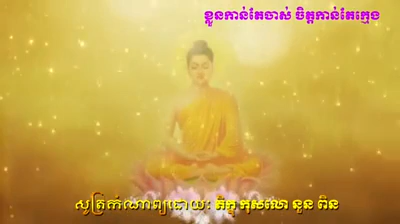 ខ្លួនកាន់តែចាស់ ចិត្តកាន់តែក្មេង
សូត្រកំណាព្យដោយ៖ ភិក្ខុ កុសលោ នួន ពិន